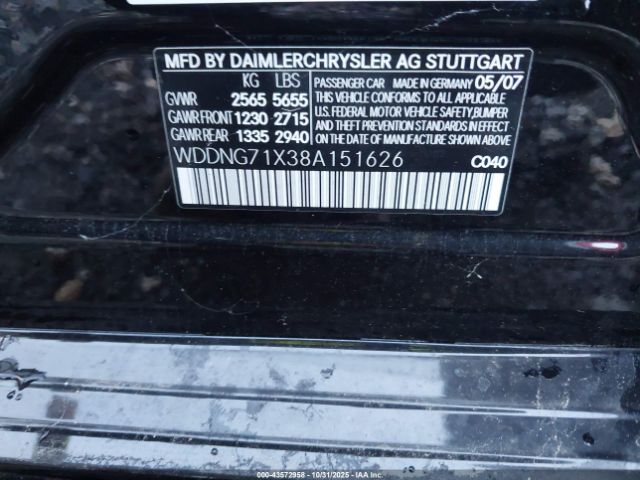 MFD BY DAIMLERCHRYSLER AG STUTTGART
KG LBS
GVWR 2565 5655
GAWR FRONT 1230 2715
GAWR REAR 1335 2940
PASSENGER CAR MADE IN GERMANY 05/07
THIS VEHICLE CONFORMS TO ALL APPLICABLE
U.S. FEDERAL MOTOR VEHICLE SAFETY, BUMPER
AND THEFT PREVENTION STANDARDS IN EFFECT
ON THE DATE OF MANUFACTURE SHOWN ABOVE
WDDNG71X38A151626 C040
000-43572958 - 10/31/2025 - IAA Inc.